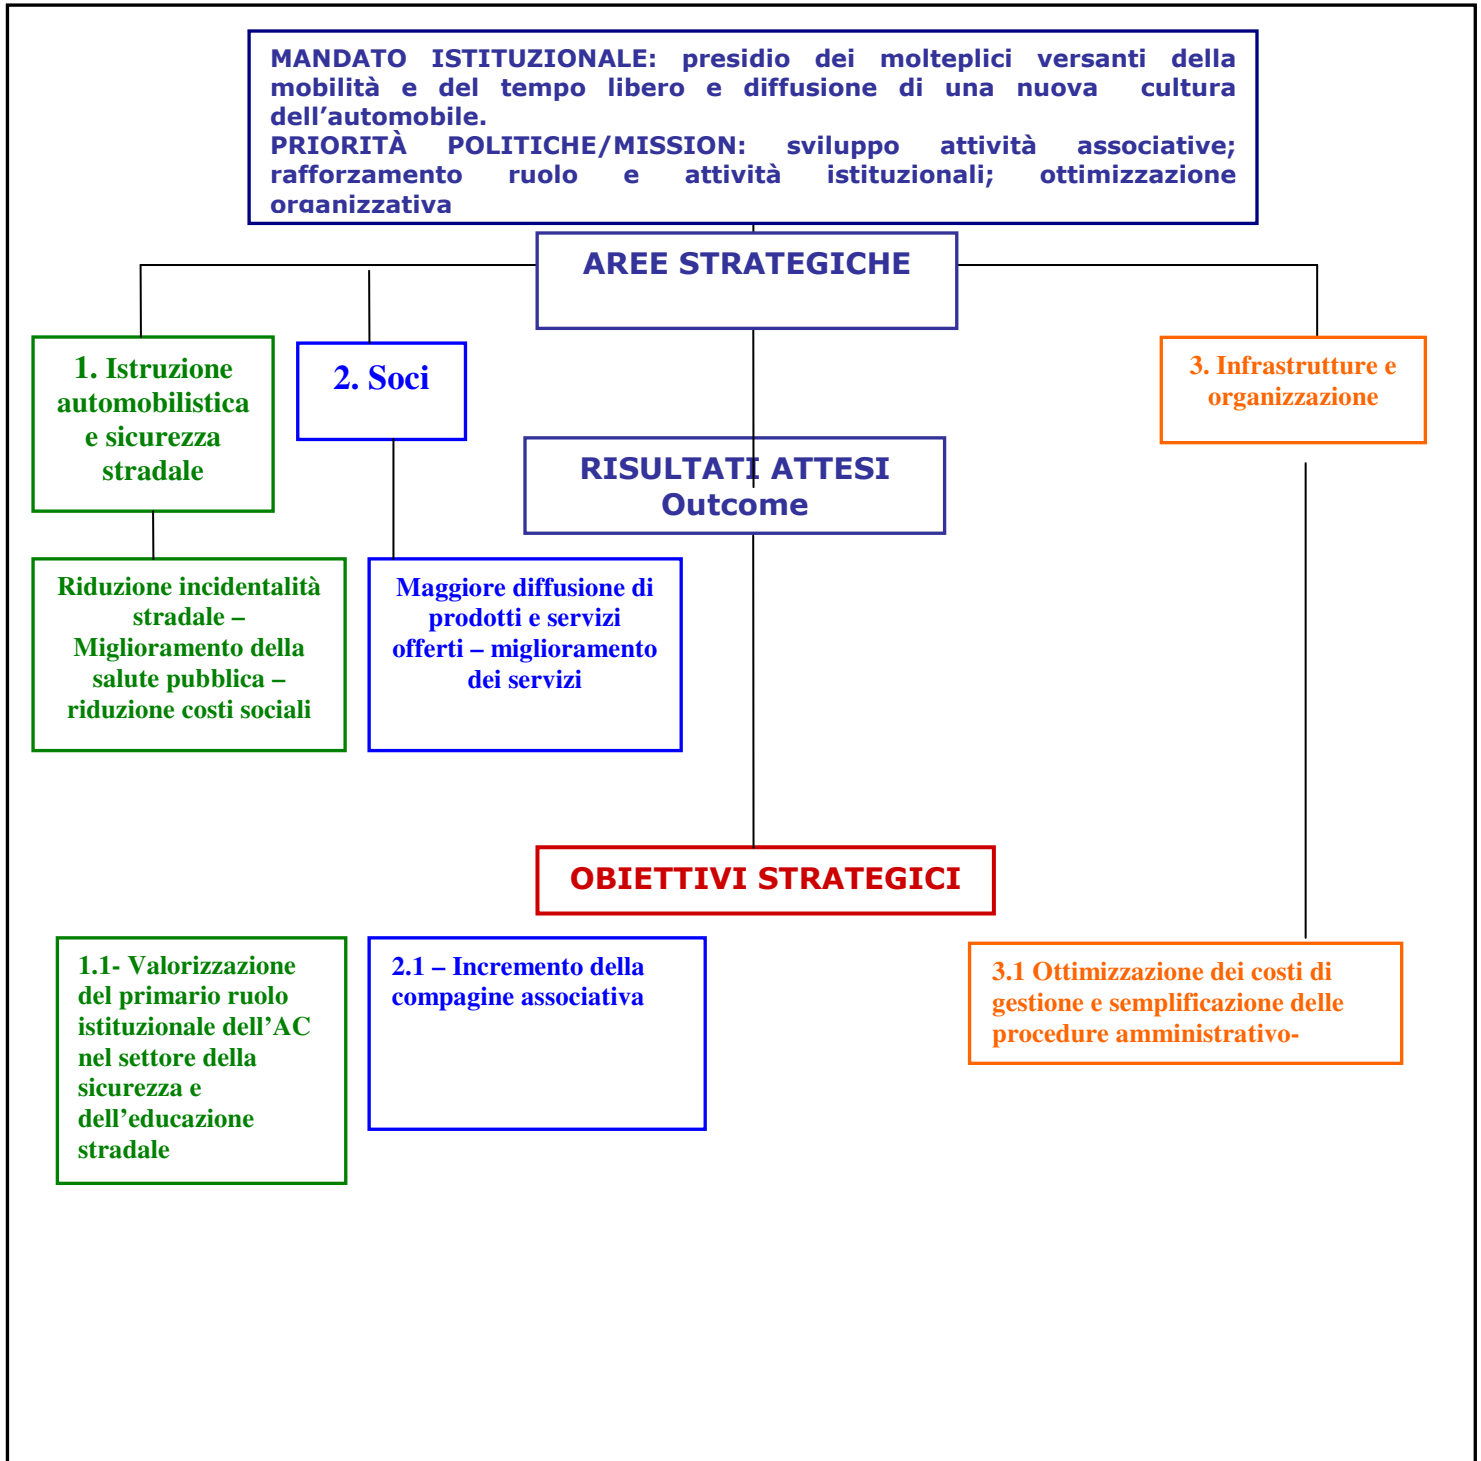 MANDATO ISTITUZIONALE: presidio dei molteplici versanti della
mobilità e del tempo libero e diffusione di una nuova cultura
dell'automobile.
PRIORITÀ POLITICHE/MISSION: sviluppo attività associative;
rafforzamento ruolo e attività istituzionali; ottimizzazione
organizzativa
AREE STRATEGICHE
1. Istruzione
automobilistica
e sicurezza
stradale
2. Soci
3. Infrastrutture e
organizzazione
RISULTATI ATTESI
Outcome
Riduzione incidentalità
stradale –
Miglioramento della
salute pubblica –
riduzione costi sociali
Maggiore diffusione di
prodotti e servizi
offerti – miglioramento
dei servizi
OBIETTIVI STRATEGICI
1.1- Valorizzazione
del primario ruolo
istituzionale dell'AC
nel settore della
sicurezza e
dell'educazione
stradale
2.1 – Incremento della
compagine associativa
3.1 Ottimizzazione dei costi di
gestione e semplificazione delle
procedure amministrativo-